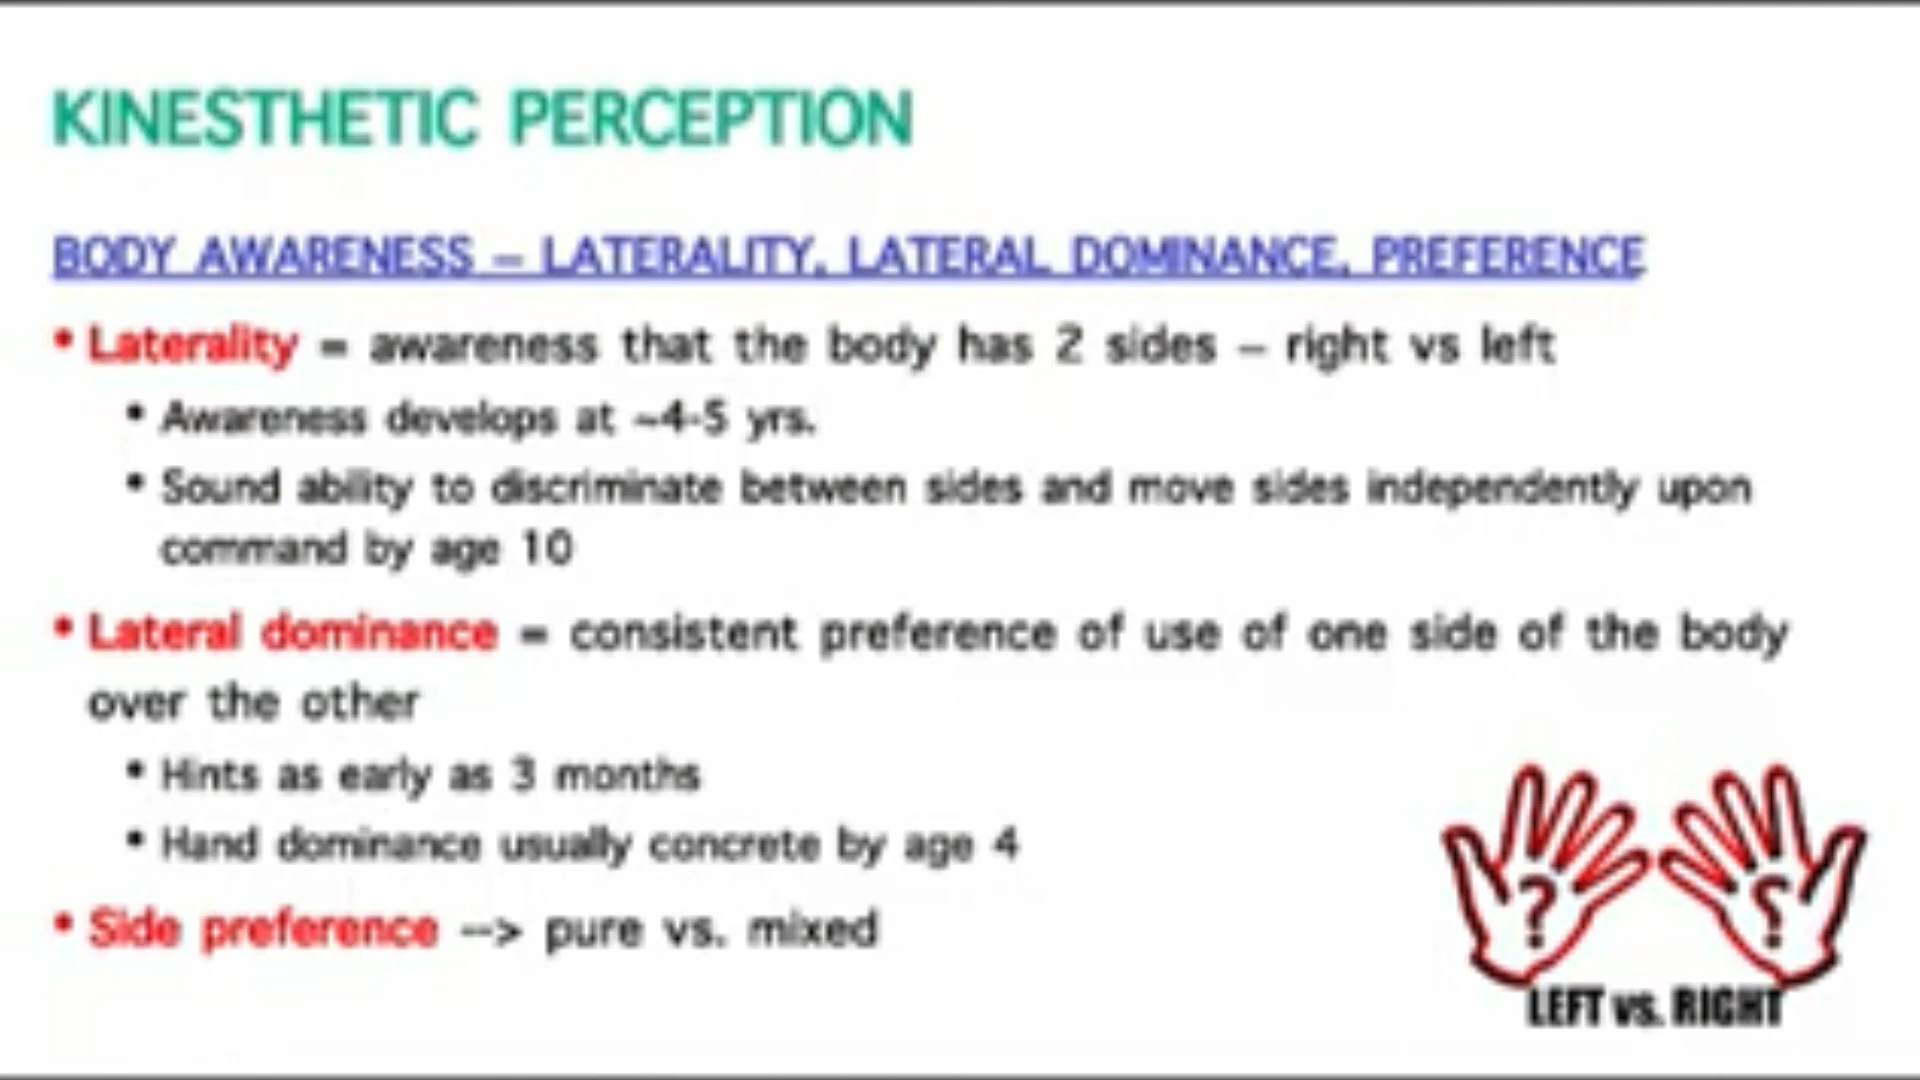 KINESTHETIC PERCEPTION
BODY AWARENESS – LATERALITY, LATERAL DOMINANCE, PREFERENCE
• Laterality = awareness that the body has 2 sides – right vs left
• Awareness develops at ~4-5 yrs.
• Sound ability to discriminate between sides and move sides independently upon
command by age 10
• Lateral dominance = consistent preference of use of one side of the body
over the other
• Hints as early as 3 months
• Hand dominance usually concrete by age 4
• Side preference --> pure vs. mixed
? ?
LEFT vs. RIGHT